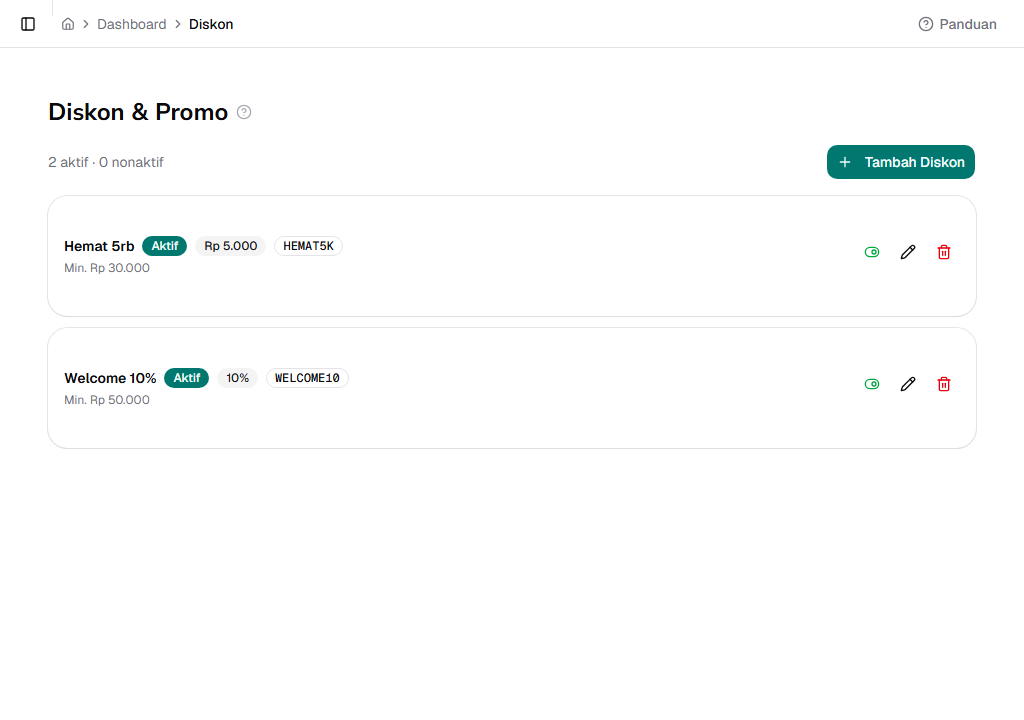 Dashboard > Diskon
Panduan
Diskon & Promo
2 aktif · 0 nonaktif
+ Tambah Diskon
Hemat 5rb Aktif Rp 5.000 HEMAT5K
Min. Rp 30.000
Welcome 10% Aktif 10% WELCOME10
Min. Rp 50.000